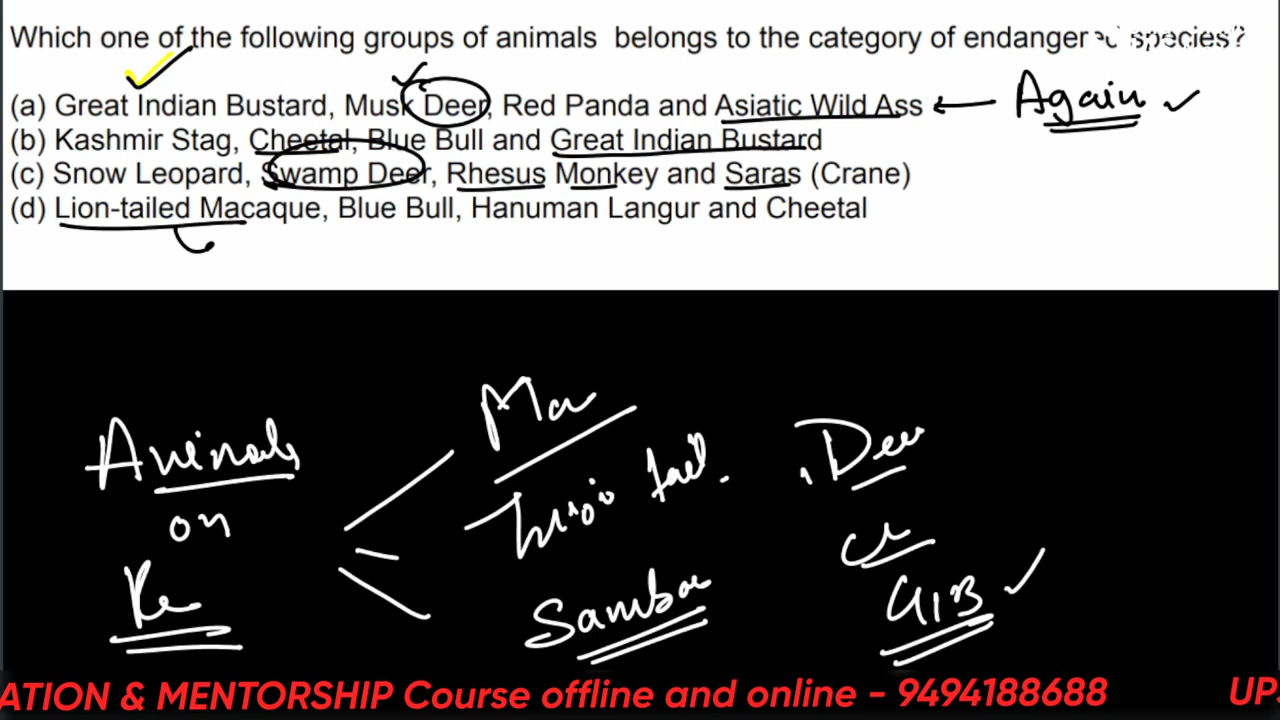 Which one of the following groups of animals belongs to the category of endangered species?
(a) Great Indian Bustard, Musk Deer, Red Panda and Asiatic Wild Ass
Again
(b) Kashmir Stag, Cheetal, Blue Bull and Great Indian Bustard
(c) Snow Leopard, Swamp Deer, Rhesus Monkey and Saras (Crane)
(d) Lion-tailed Macaque, Blue Bull, Hanuman Langur and Cheetal
Animals
on
Ma
tail.
Dee
GIB
ATION & MENTORSHIP Course offline and online - 9494188688
UP